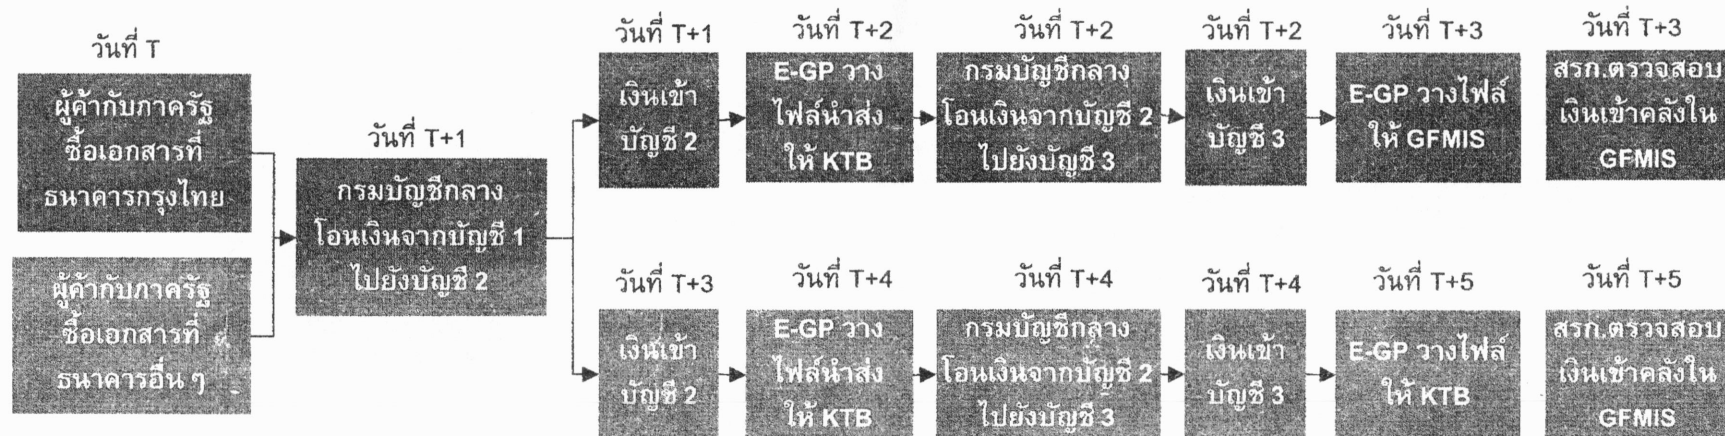 วันที่ T
ผู้ค้ากับภาครัฐ
ซื้อเอกสารที่
ธนาคารกรุงไทย
ผู้ค้ากับภาครัฐ
ซื้อเอกสารที่
ธนาคารอื่น ๆ
วันที่ T+1
กรมบัญชีกลาง
โอนเงินจากบัญชี 1
ไปยังบัญชี 2
วันที่ T+1
เงินเข้า
บัญชี 2
วันที่ T+2
E-GP วาง
ไฟล์นำส่ง
ให้ KTB
วันที่ T+2
กรมบัญชีกลาง
โอนเงินจากบัญชี 2
ไปยังบัญชี 3
วันที่ T+2
เงินเข้า
บัญชี 3
วันที่ T+3
E-GP วางไฟล์
ให้ GFMIS
วันที่ T+3
สรก.ตรวจสอบ
เงินเข้าคลังใน
GFMIS
วันที่ T+3
เงินเข้า
บัญชี 2
วันที่ T+4
E-GP วาง
ไฟล์นำส่ง
ให้ KTB
วันที่ T+4
กรมบัญชีกลาง
โอนเงินจากบัญชี 2
ไปยังบัญชี 3
วันที่ T+4
เงินเข้า
บัญชี 3
วันที่ T+5
E-GP วางไฟล์
ให้ KTB
วันที่ T+5
สรก.ตรวจสอบ
เงินเข้าคลังใน
GFMIS